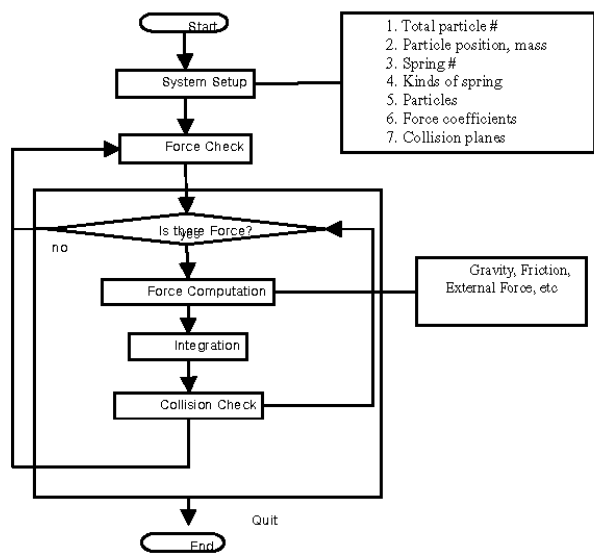 Start
System Setup
1. Total particle #
2. Particle position, mass
3. Spring #
4. Kinds of spring
5. Particles
6. Force coefficients
7. Collision planes
Force Check
Is there Force?
yes
no
Force Computation
Gravity, Friction,
External Force, etc
Integration
Collision Check
Quit
End